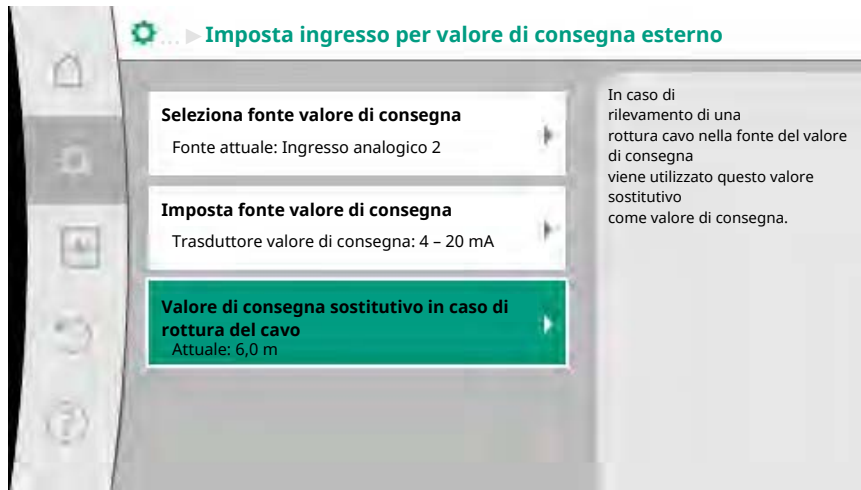 Imposta ingresso per valore di consegna esterno
Seleziona fonte valore di consegna
Fonte attuale: Ingresso analogico 2
Imposta fonte valore di consegna
Trasduttore valore di consegna: 4 – 20 mA
Valore di consegna sostitutivo in caso di
rottura del cavo
Attuale: 6,0 m
In caso di
rilevamento di una
rottura cavo nella fonte del valore
di consegna
viene utilizzato questo valore
sostitutivo
come valore di consegna.